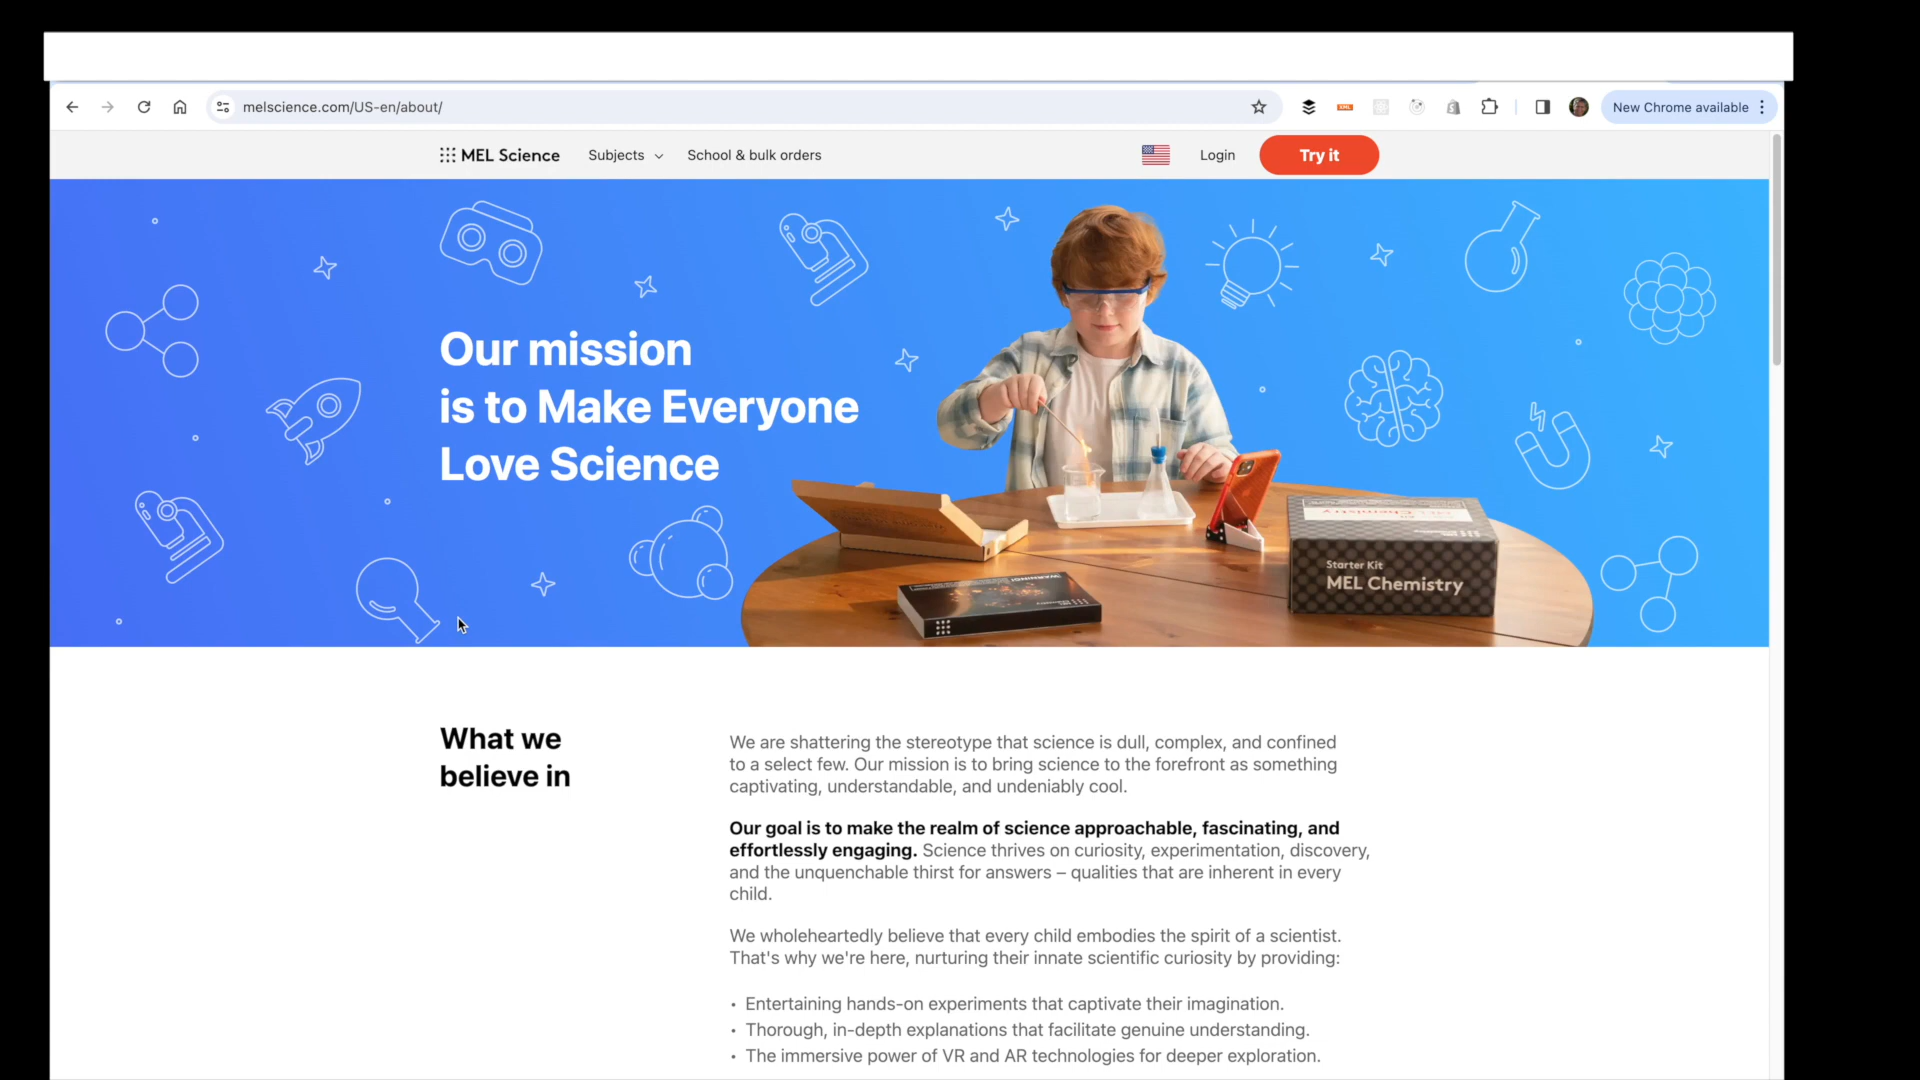 melscience.com/US-en/about/
XML
New Chrome available
MEL Science
Subjects
School & bulk orders
Login
Try it
Our mission
is to Make Everyone
Love Science
Starter Kit
MEL Chemistry
What we
believe in
We are shattering the stereotype that science is dull, complex, and confined
to a select few. Our mission is to bring science to the forefront as something
captivating, understandable, and undeniably cool.
Our goal is to make the realm of science approachable, fascinating, and
effortlessly engaging. Science thrives on curiosity, experimentation, discovery,
and the unquenchable thirst for answers – qualities that are inherent in every
child.
We wholeheartedly believe that every child embodies the spirit of a scientist.
That's why we're here, nurturing their innate scientific curiosity by providing:
• Entertaining hands-on experiments that captivate their imagination.
• Thorough, in-depth explanations that facilitate genuine understanding.
• The immersive power of VR and AR technologies for deeper exploration.